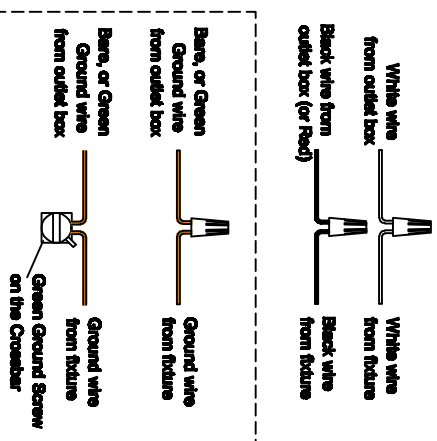 White wire
from outlet box
White wire
from fixture
Black wire from
outlet box (or Red)
Black wire
from fixture
Bare, or Green
Ground wire
from outlet box
Ground wire
from fixture
Bare, or Green
Ground wire
from outlet box
Ground wire
from fixture
Green Ground Screw
on the Crossbar